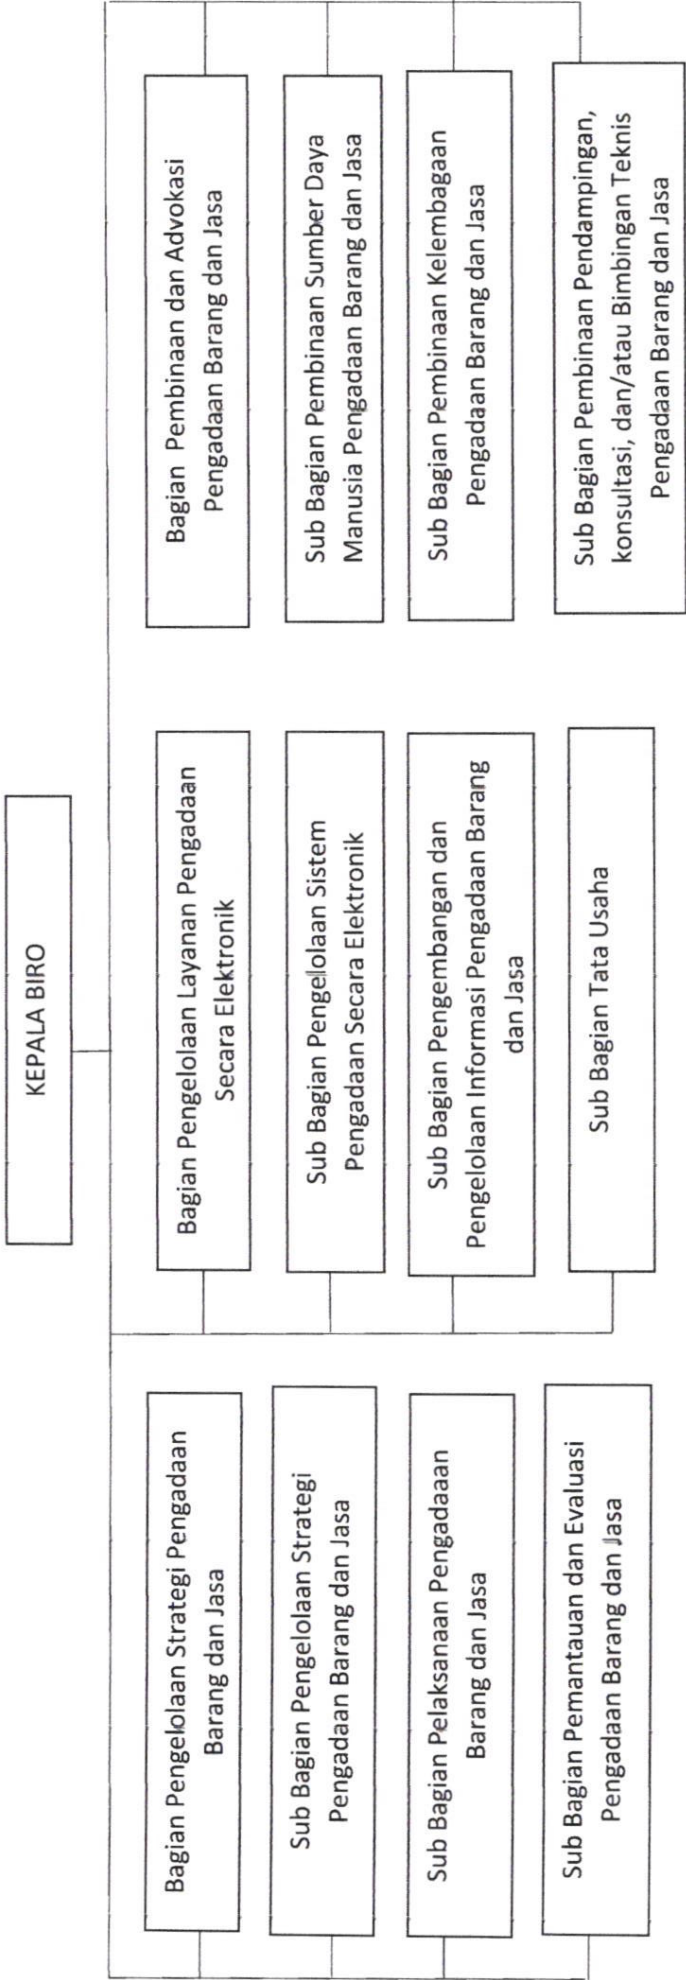 KEPALA BIRO
Bagian Pengelolaan Strategi Pengadaan
Barang dan Jasa
Sub Bagian Pengelolaan Strategi
Pengadaan Barang dan Jasa
Sub Bagian Pelaksanaan Pengadaaan
Barang dan Jasa
Sub Bagian Pemantauan dan Evaluasi
Pengadaan Barang dan Jasa
Bagian Pengelolaan Layanan Pengadaan
Secara Elektronik
Sub Bagian Pengelolaan Sistem
Pengadaan Secara Elektronik
Sub Bagian Pengembangan dan
Pengelolaan Informasi Pengadaan Barang
dan Jasa
Sub Bagian Tata Usaha
Bagian Pembinaan dan Advokasi
Pengadaan Barang dan Jasa
Sub Bagian Pembinaan Sumber Daya
Manusia Pengadaan Barang dan Jasa
Sub Bagian Pembinaan Kelembagaan
Pengadaan Barang dan Jasa
Sub Bagian Pembinaan Pendampingan,
konsultasi, dan/atau Bimbingan Teknis
Pengadaan Barang dan Jasa